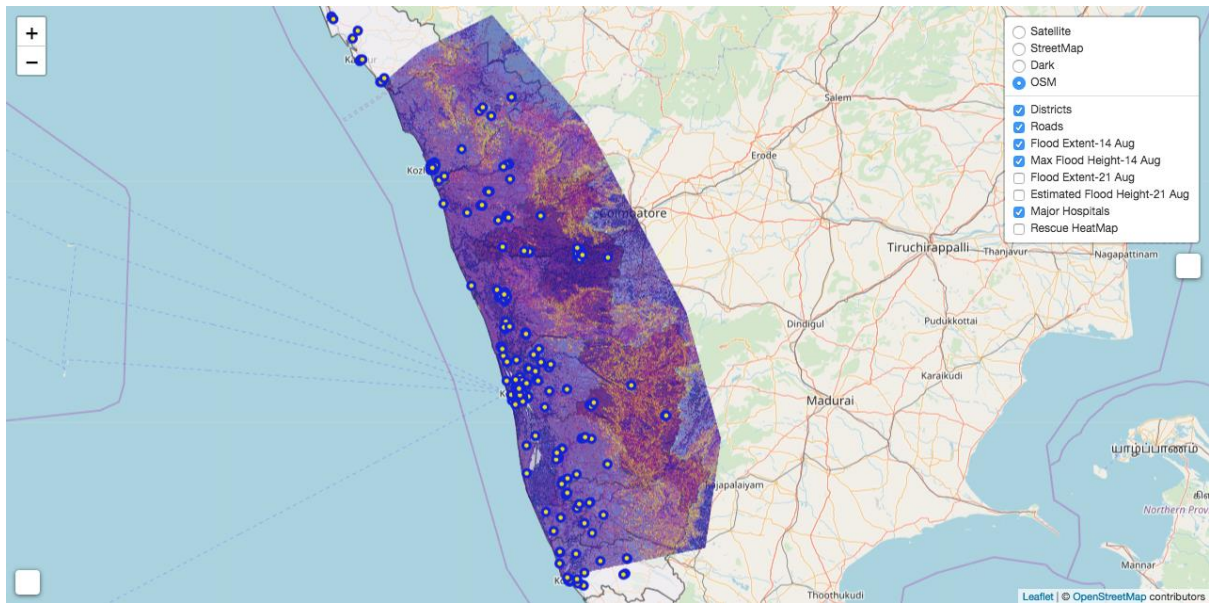 +
−
Satellite
StreetMap
Dark
OSM
Districts
Roads
Flood Extent-14 Aug
Max Flood Height-14 Aug
Flood Extent-21 Aug
Estimated Flood Height-21 Aug
Major Hospitals
Rescue HeatMap
Salem
Erode
Coimbatore
Tiruchirappalli
Thanjavur
Nagapattinam
Dindigul
Pudukkottai
Karaikudi
Madurai
யாழ்ப்பாணம்
Northern Prov
Mannar
Thoothukudi
Leaflet | © OpenStreetMap contributors